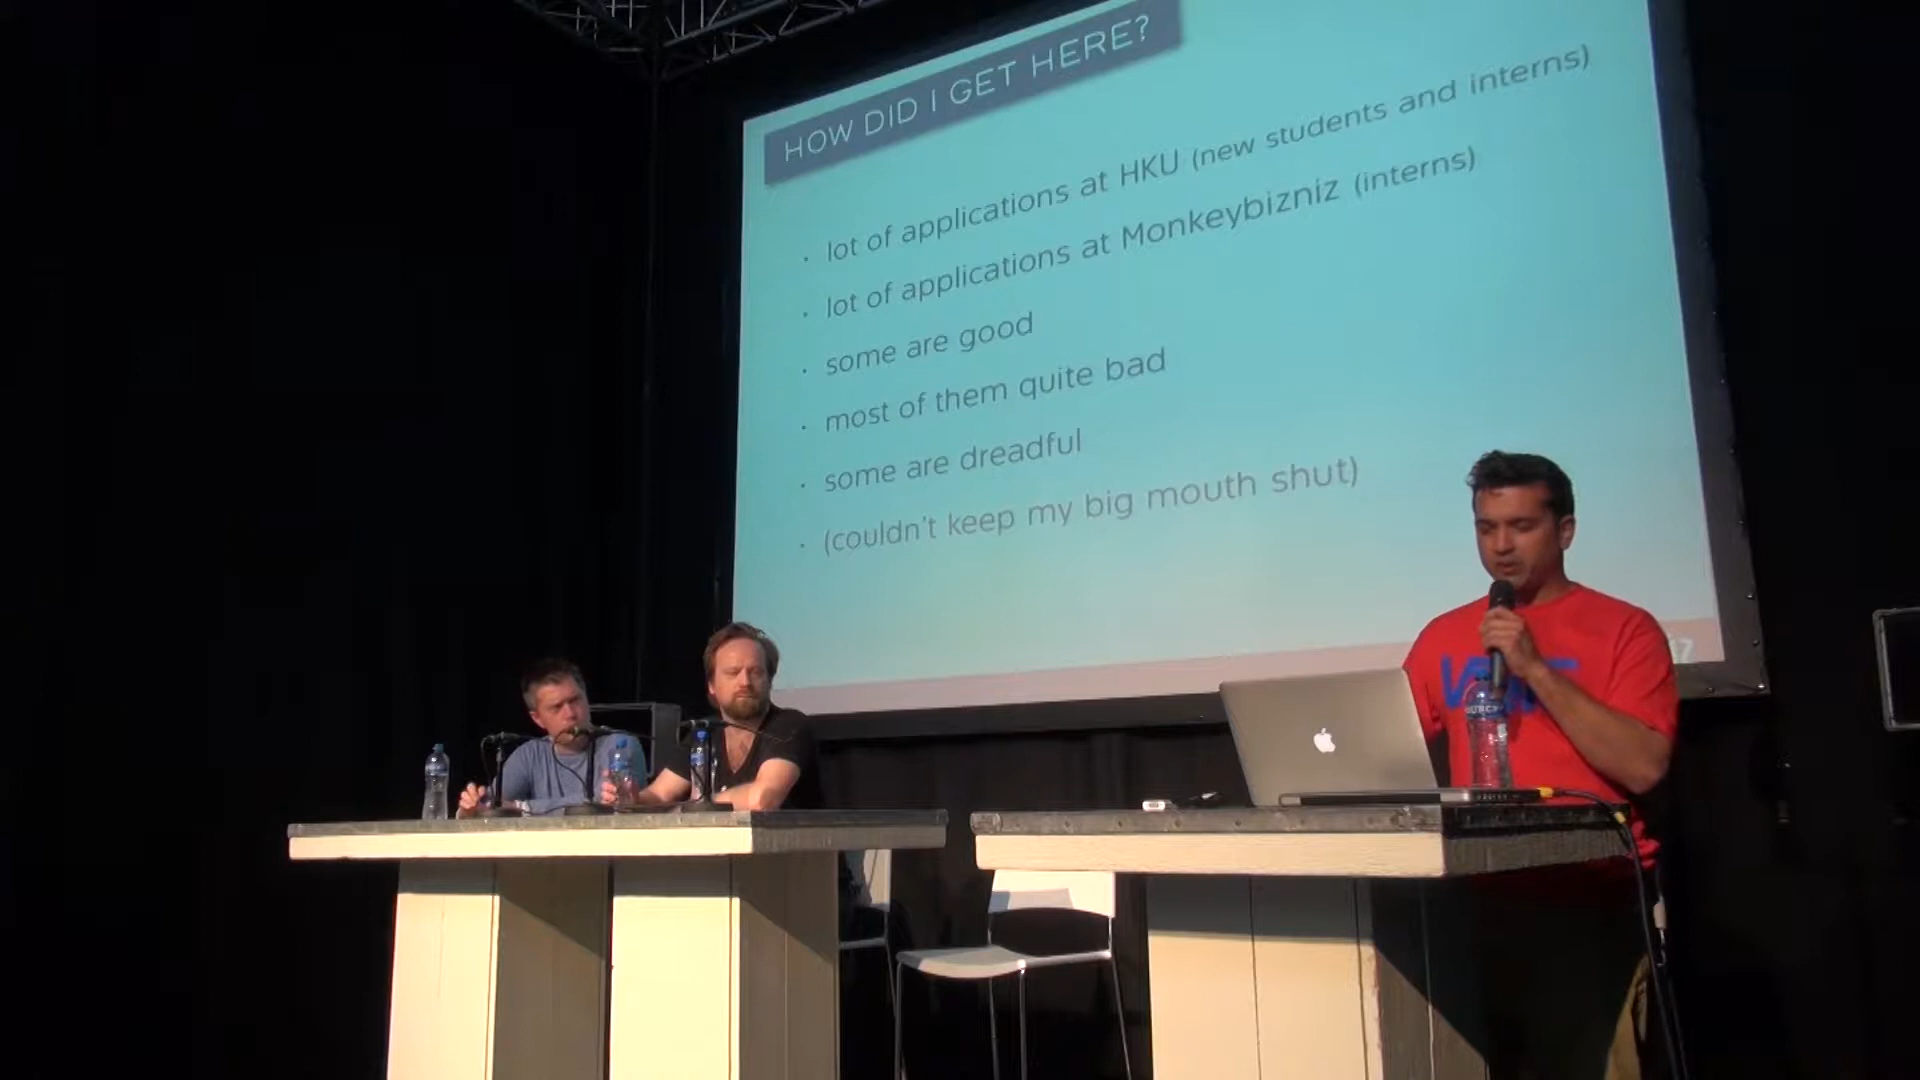 HOW DID I GET HERE?
· lot of applications at HKU (new students and interns)
· lot of applications at Monkeybizniz (interns)
· some are good
· most of them quite bad
· some are dreadful
· (couldn't keep my big mouth shut)